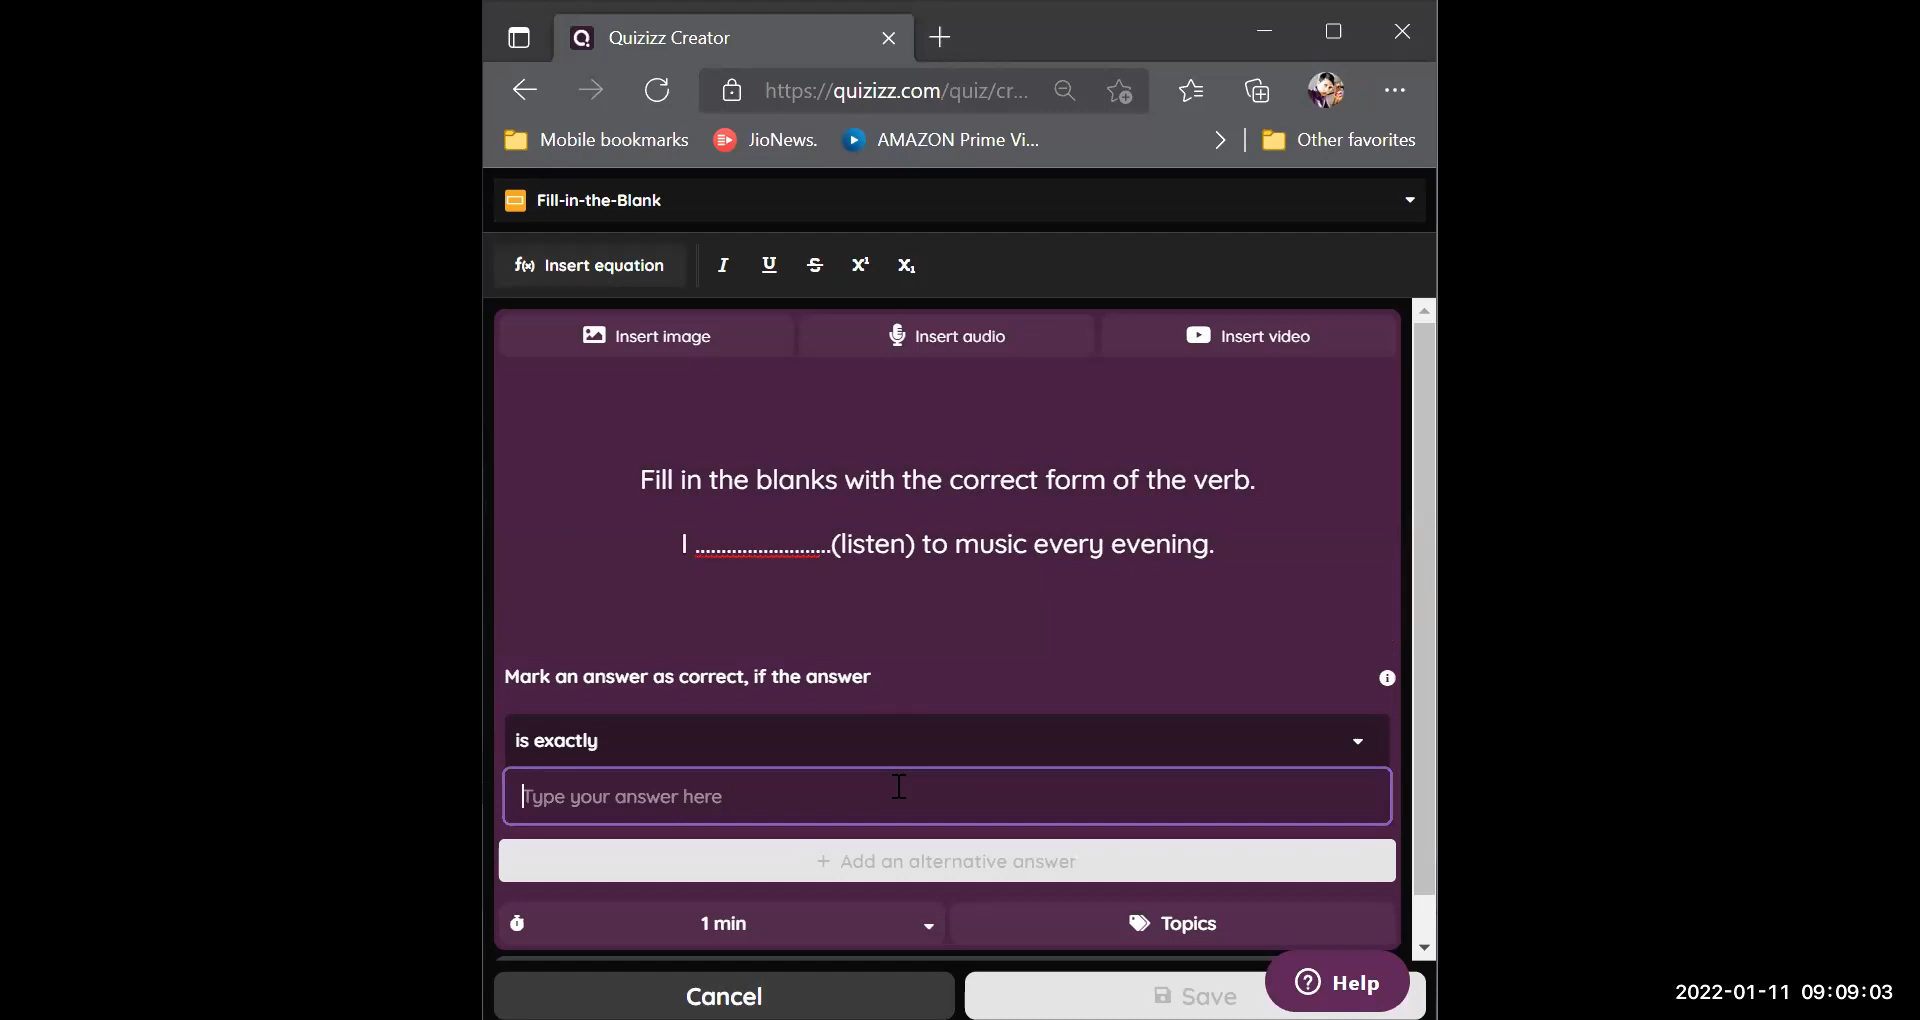 Quizizz Creator
https://quizizz.com/quiz/cr...
Mobile bookmarks
JioNews.
AMAZON Prime Vi...
Other favorites
Fill-in-the-Blank
f(x) Insert equation
I U S X¹ X₁
Insert image
Insert audio
Insert video
Fill in the blanks with the correct form of the verb.
I ..........................(listen) to music every evening.
Mark an answer as correct, if the answer
is exactly
Type your answer here
+ Add an alternative answer
1 min
Topics
Cancel
Save
? Help
2022-01-11 09:09:03